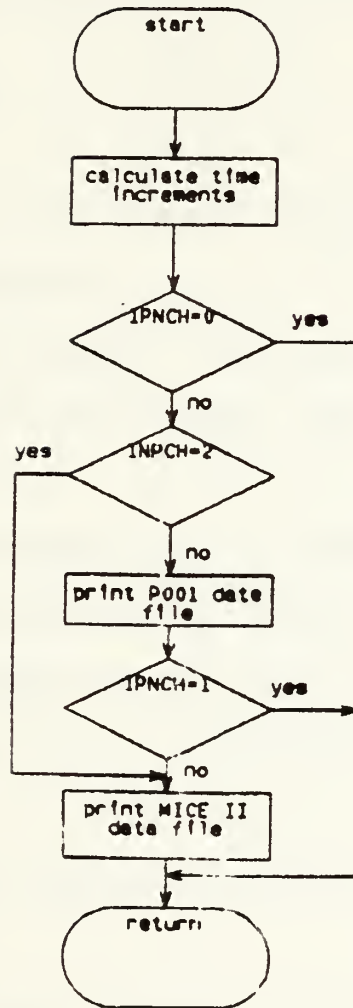 start
calculate time
increments
IPNCH=0
yes
no
yes
INPCH=2
no
print P001 date
file
IPNCH=1
yes
no
print MICE II
data file
return